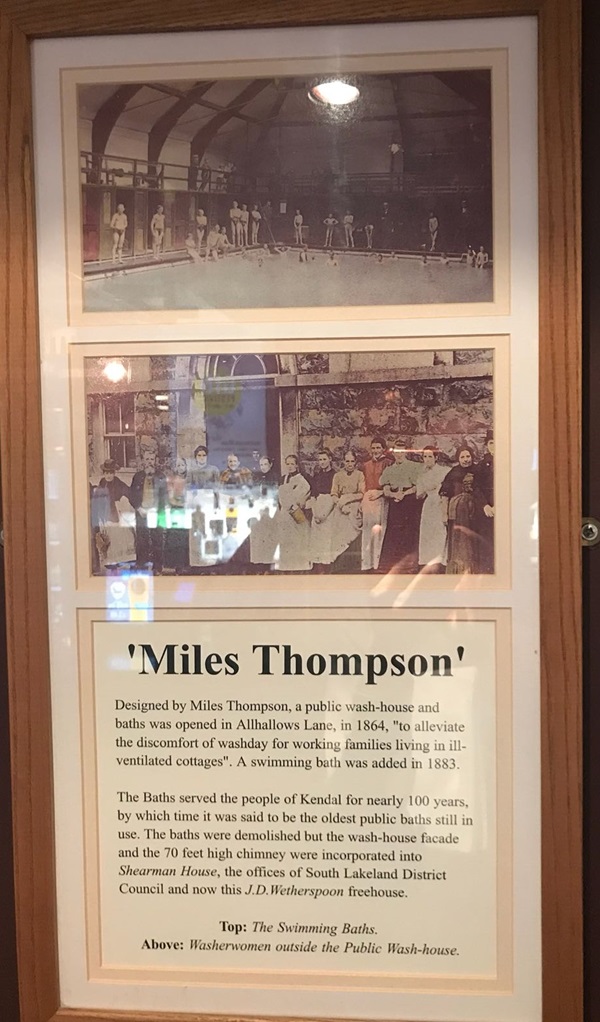 'Miles Thompson'
Designed by Miles Thompson, a public wash-house and
baths was opened in Allhallows Lane, in 1864, "to alleviate
the discomfort of washday for working families living in ill-
ventilated cottages". A swimming bath was added in 1883.
The Baths served the people of Kendal for nearly 100 years,
by which time it was said to be the oldest public baths still in
use. The baths were demolished but the wash-house facade
and the 70 feet high chimney were incorporated into
Shearman House, the offices of South Lakeland District
Council and now this J.D.Wetherspoon freehouse.
Top: The Swimming Baths.
Above: Washerwomen outside the Public Wash-house.